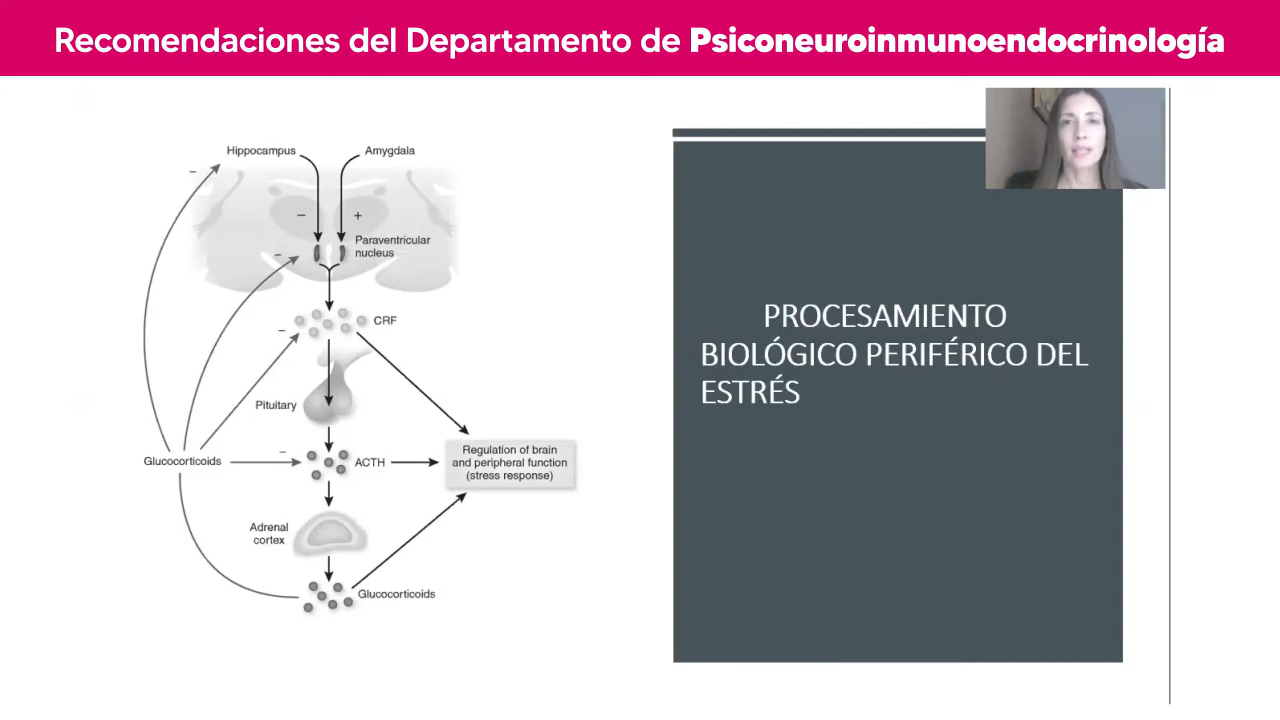 Recomendaciones del Departamento de Psiconeuroinmunoendocrinología
Hippocampus
Amygdala
−
−
+
Paraventricular
nucleus
−
CRF
−
Pituitary
Glucocorticoids
−
ACTH
Regulation of brain
and peripheral function
(stress response)
Adrenal
cortex
Glucocorticoids
PROCESAMIENTO
BIOLÓGICO PERIFÉRICO DEL
ESTRÉS